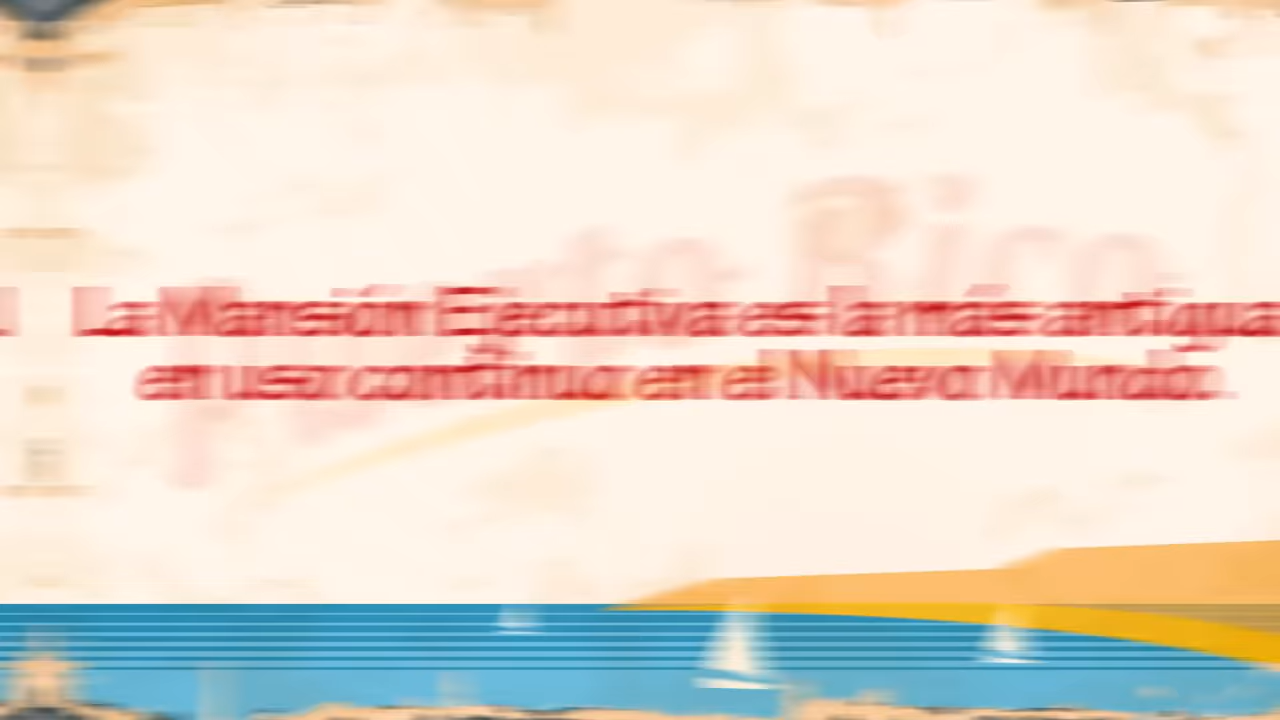 La Mansión Ejecutiva es la más antigua
en uso continuo en el Nuevo Mundo.